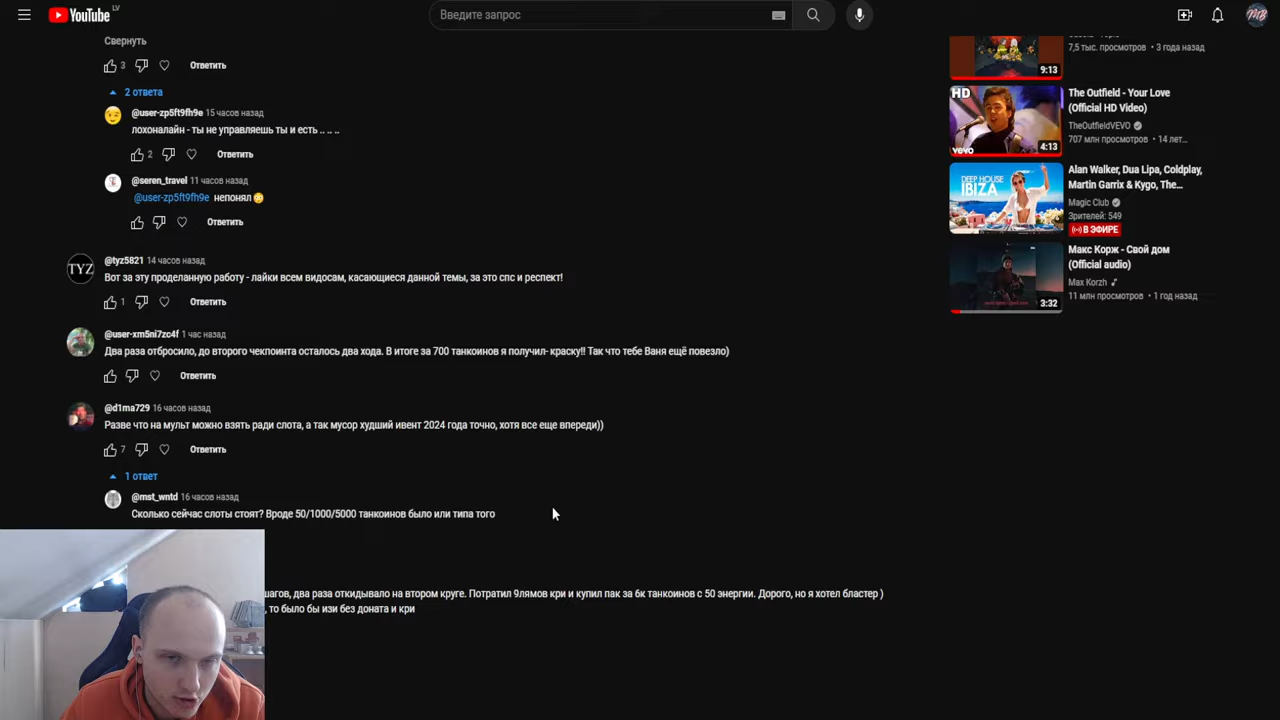 YouTube LV
Введите запрос
Свернуть
3 Ответить
2 ответа
@user-zp5ft9fh9e 15 часов назад
лохоналайн - ты не управляешь ты и есть .. .. ..
2 Ответить
@seren_travel 11 часов назад
@user-zp5ft9fh9e непонял
Ответить
TYZ
@tyz5821 14 часов назад
Вот за эту проделанную работу - лайки всем видосам, касающиеся данной темы, за это спс и респект!
1 Ответить
@user-xm5ni7zc4f 1 час назад
Два раза отбросило, до второго чекпоинта осталось два хода. В итоге за 700 танкоинов я получил- краску!! Так что тебе Ваня ещё повезло)
Ответить
@d1ma729 16 часов назад
Разве что на мульт можно взять ради слота, а так мусор худший ивент 2024 года точно, хотя все еще впереди))
7 Ответить
1 ответ
@mst_wntd 16 часов назад
Сколько сейчас слоты стоят? Вроде 50/1000/5000 танкоинов было или типа того
шагов, два раза откидывало на втором круге. Потратил 9лямов кри и купил пак за 6к танкоинов с 50 энергии. Дорого, но я хотел бластер )
, то было бы изи без доната и кри
7,5 тыс. просмотров • 3 года назад
9:13
HD
vevo
4:13
The Outfield - Your Love
(Official HD Video)
TheOutfieldVEVO
707 млн просмотров • 14 лет...
DEEP HOUSE
IBIZA
Alan Walker, Dua Lipa, Coldplay,
Martin Garrix & Kygo, The...
Magic Club
Зрителей: 549
В ЭФИРЕ
3:32
Макс Корж - Свой дом
(Official audio)
Max Korzh
11 млн просмотров • 1 год назад